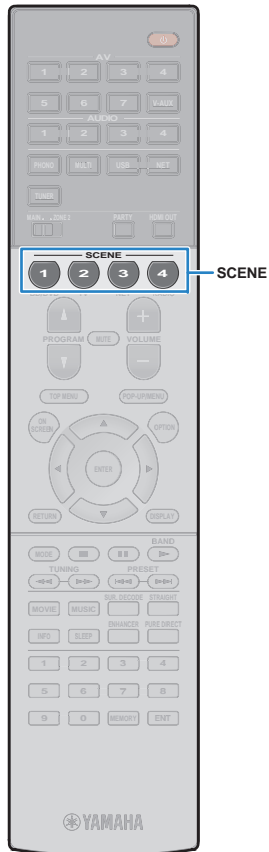 AV
1 2 3 4
5 6 7 V-AUX
AUDIO
1 2 3 4
PHONO MULTI USB NET
TUNER
MAIN ZONE2 PARTY HDMI OUT
SCENE
1 2 3 4
SCENE
PROGRAM MUTE VOLUME
TOP MENU POP-UP/MENU
ON SCREEN OPTION
ENTER
RETURN DISPLAY
BAND
MODE
TUNING PRESET
SUR. DECODE STRAIGHT
MOVIE MUSIC
ENHANCER PURE DIRECT
INFO SLEEP
1 2 3 4
5 6 7 8
9 0 MEMORY ENT
YAMAHA